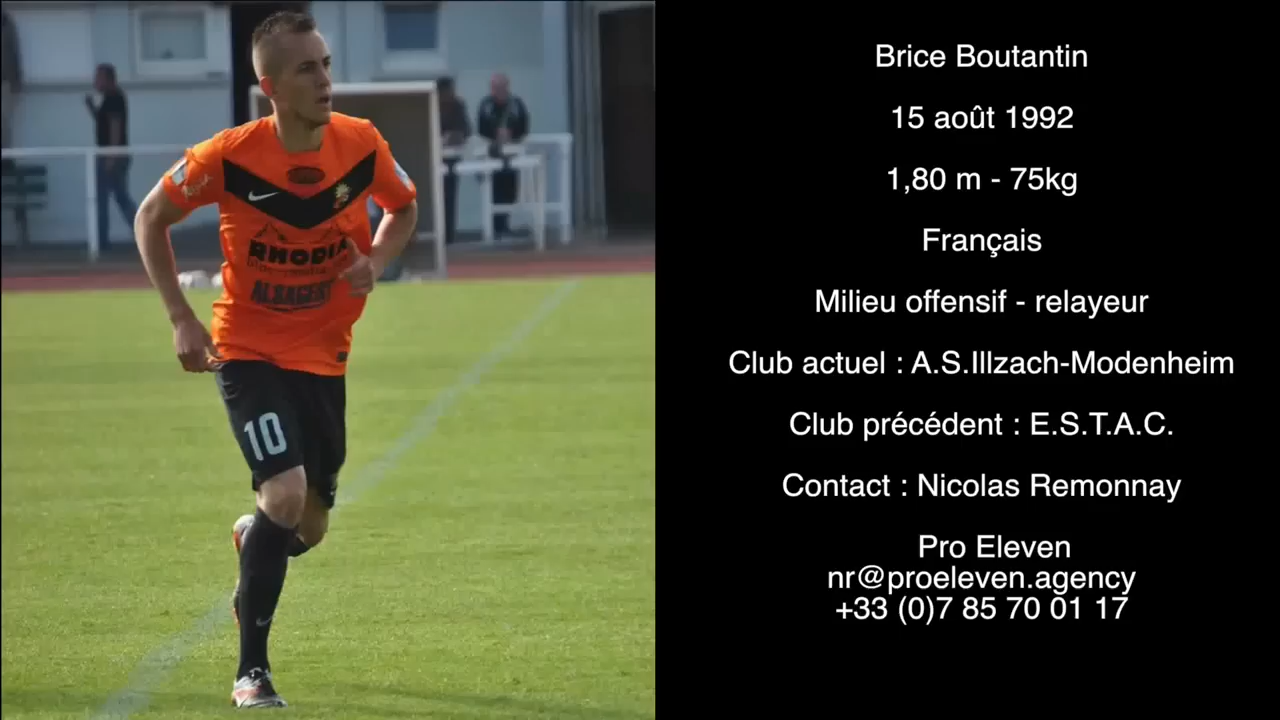 Brice Boutantin
15 août 1992
1,80 m - 75kg
Français
Milieu offensif - relayeur
Club actuel : A.S.Illzach-Modenheim
Club précédent : E.S.T.A.C.
Contact : Nicolas Remonnay
Pro Eleven
nr@proeleven.agency
+33 (0)7 85 70 01 17
RHODIA
10